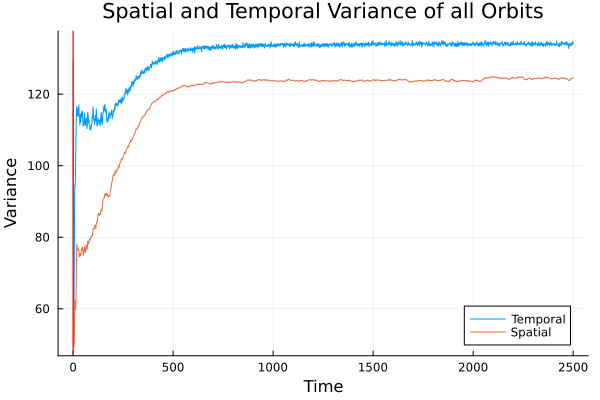 Spatial and Temporal Variance of all Orbits
Variance
120
100
80
60
0
500
1000
1500
2000
2500
Time
Temporal
Spatial